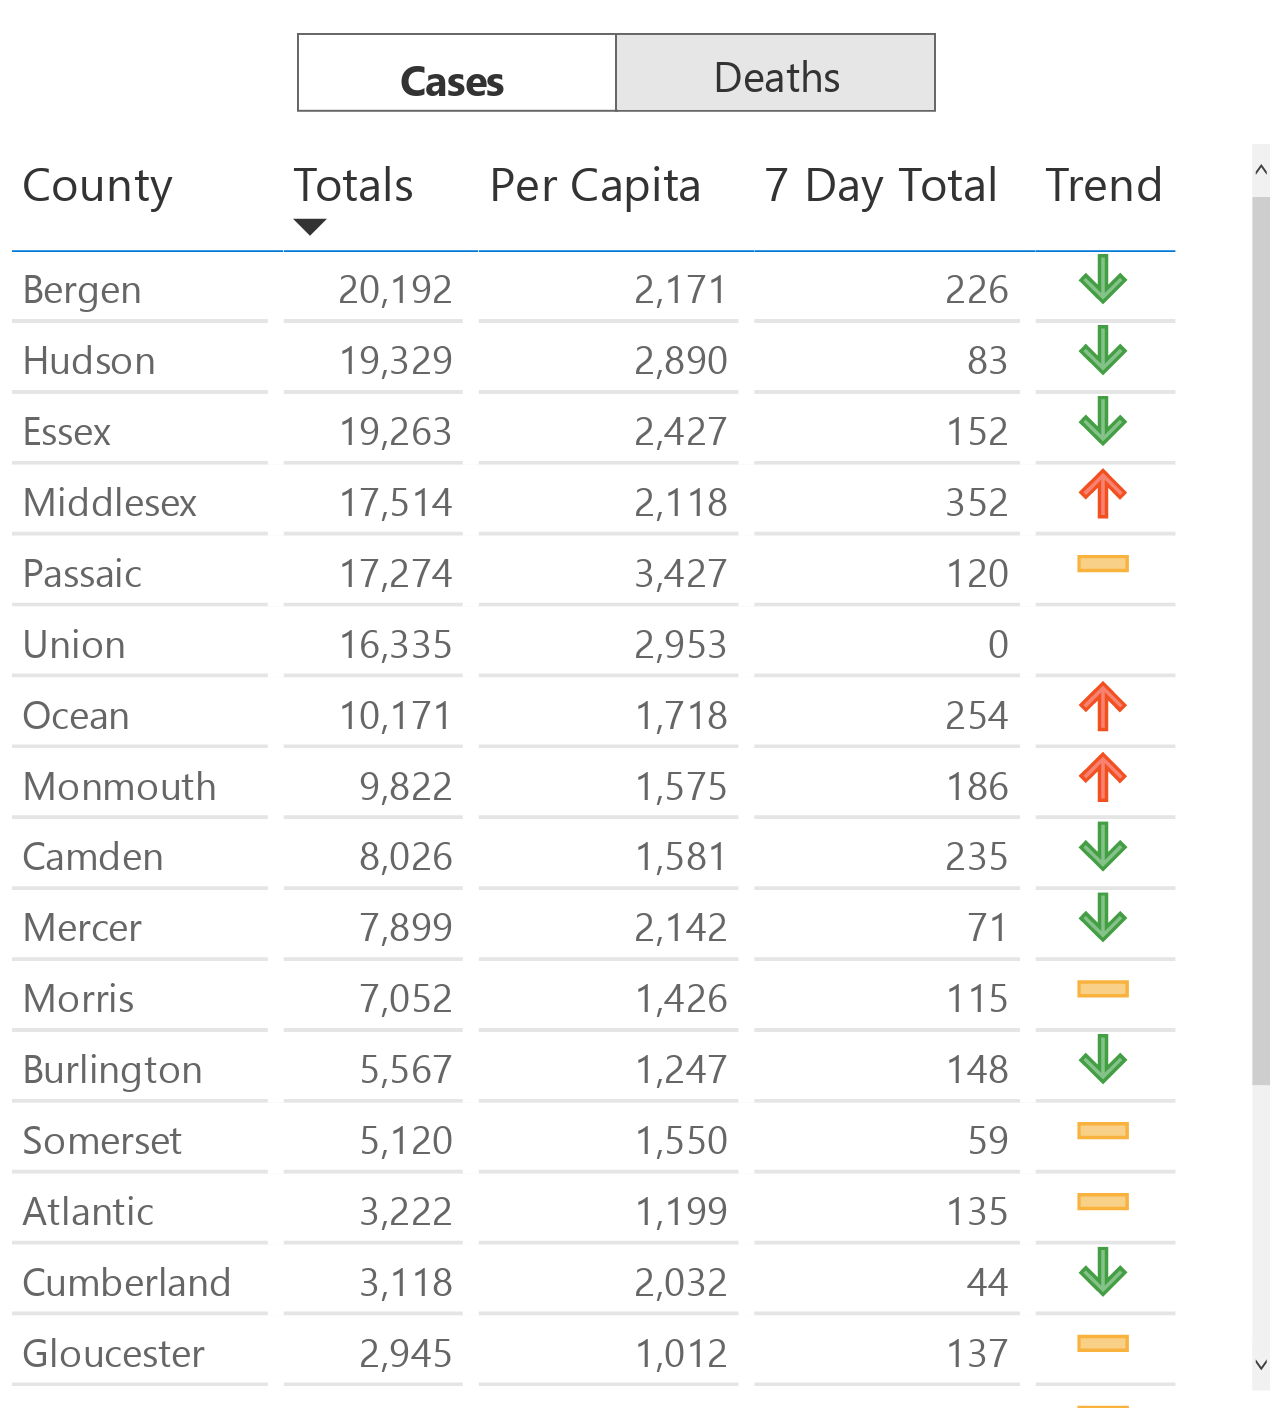 Cases Deaths
County Totals Per Capita 7 Day Total Trend
Bergen 20,192 2,171 226
Hudson 19,329 2,890 83
Essex 19,263 2,427 152
Middlesex 17,514 2,118 352
Passaic 17,274 3,427 120
Union 16,335 2,953 0
Ocean 10,171 1,718 254
Monmouth 9,822 1,575 186
Camden 8,026 1,581 235
Mercer 7,899 2,142 71
Morris 7,052 1,426 115
Burlington 5,567 1,247 148
Somerset 5,120 1,550 59
Atlantic 3,222 1,199 135
Cumberland 3,118 2,032 44
Gloucester 2,945 1,012 137